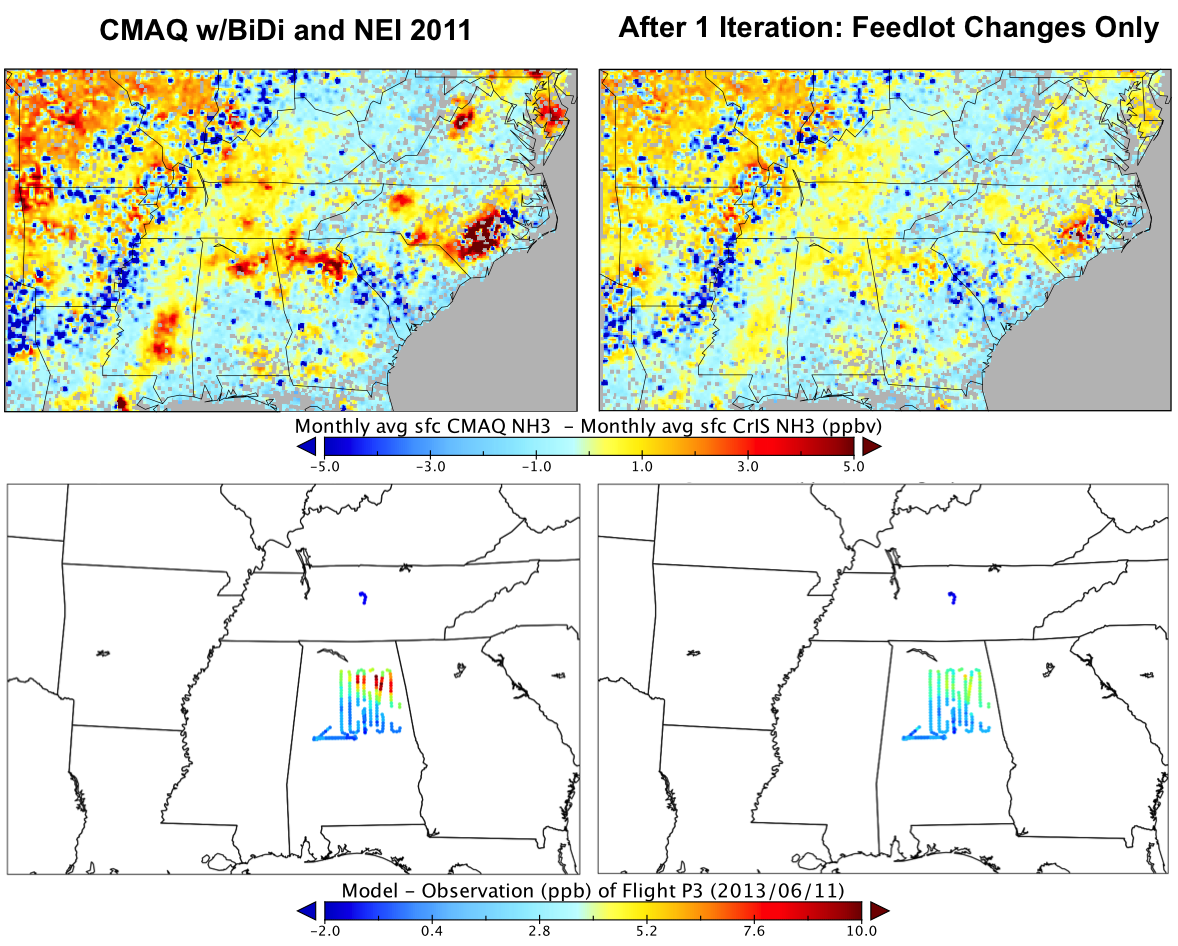 CMAQ w/BiDi and NEI 2011
After 1 Iteration: Feedlot Changes Only
Monthly avg sfc CMAQ NH3 – Monthly avg sfc CrIS NH3 (ppbv)
−5.0 −3.0 −1.0 1.0 3.0 5.0
Model – Observation (ppb) of Flight P3 (2013/06/11)
−2.0 0.4 2.8 5.2 7.6 10.0